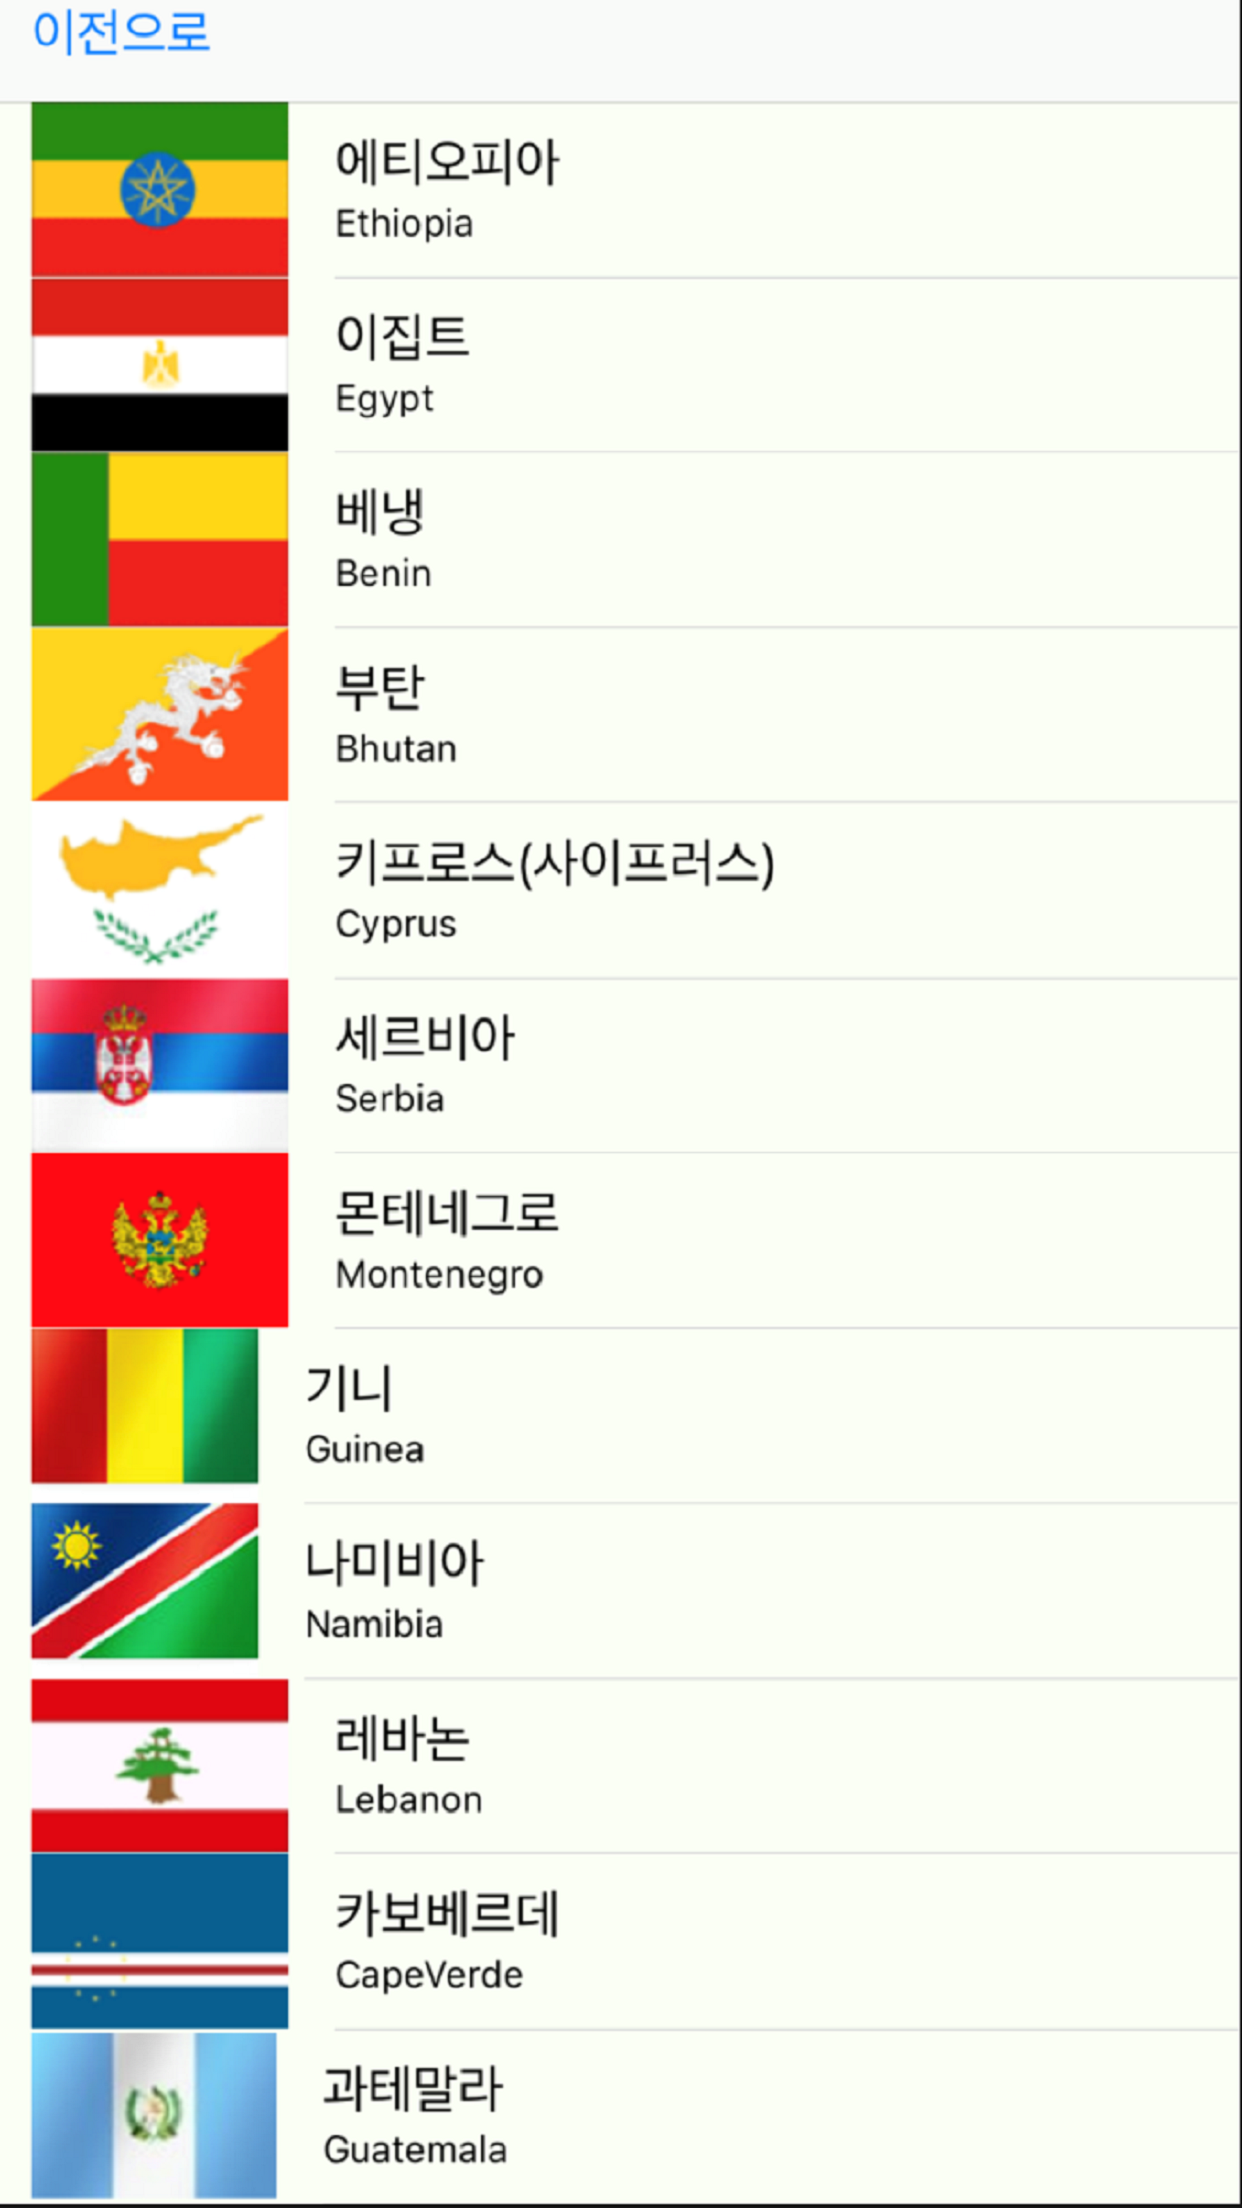 이전으로
에티오피아
Ethiopia
이집트
Egypt
베냉
Benin
부탄
Bhutan
키프로스(사이프러스)
Cyprus
세르비아
Serbia
몬테네그로
Montenegro
기니
Guinea
나미비아
Namibia
레바논
Lebanon
카보베르데
CapeVerde
과테말라
Guatemala